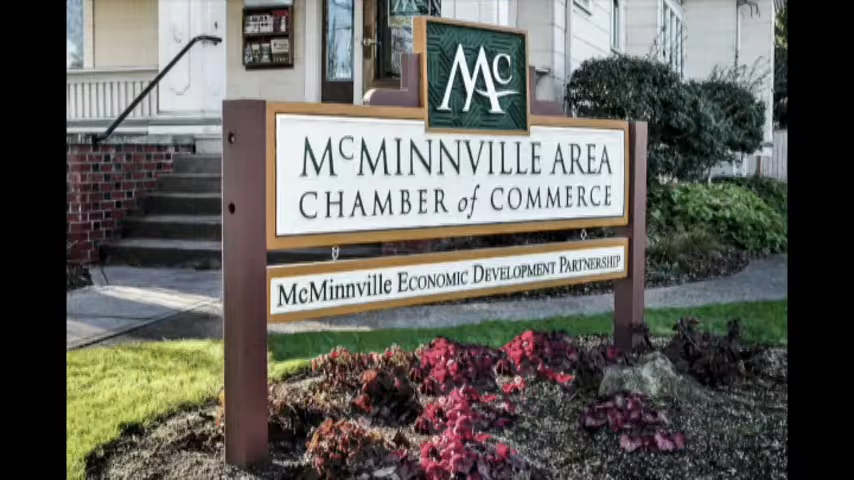 Mc
McMINNVILLE AREA
CHAMBER of COMMERCE
McMinnville Economic Development Partnership